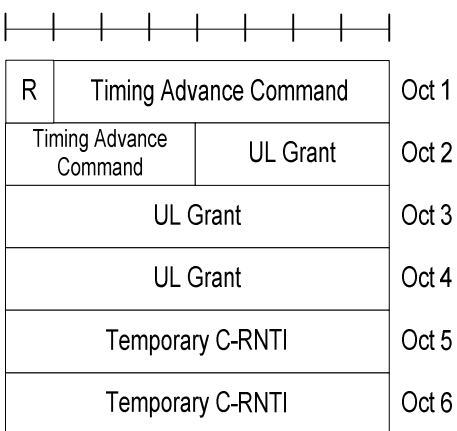 R Timing Advance Command Oct 1
Timing Advance
Command UL Grant Oct 2
UL Grant Oct 3
UL Grant Oct 4
Temporary C-RNTI Oct 5
Temporary C-RNTI Oct 6